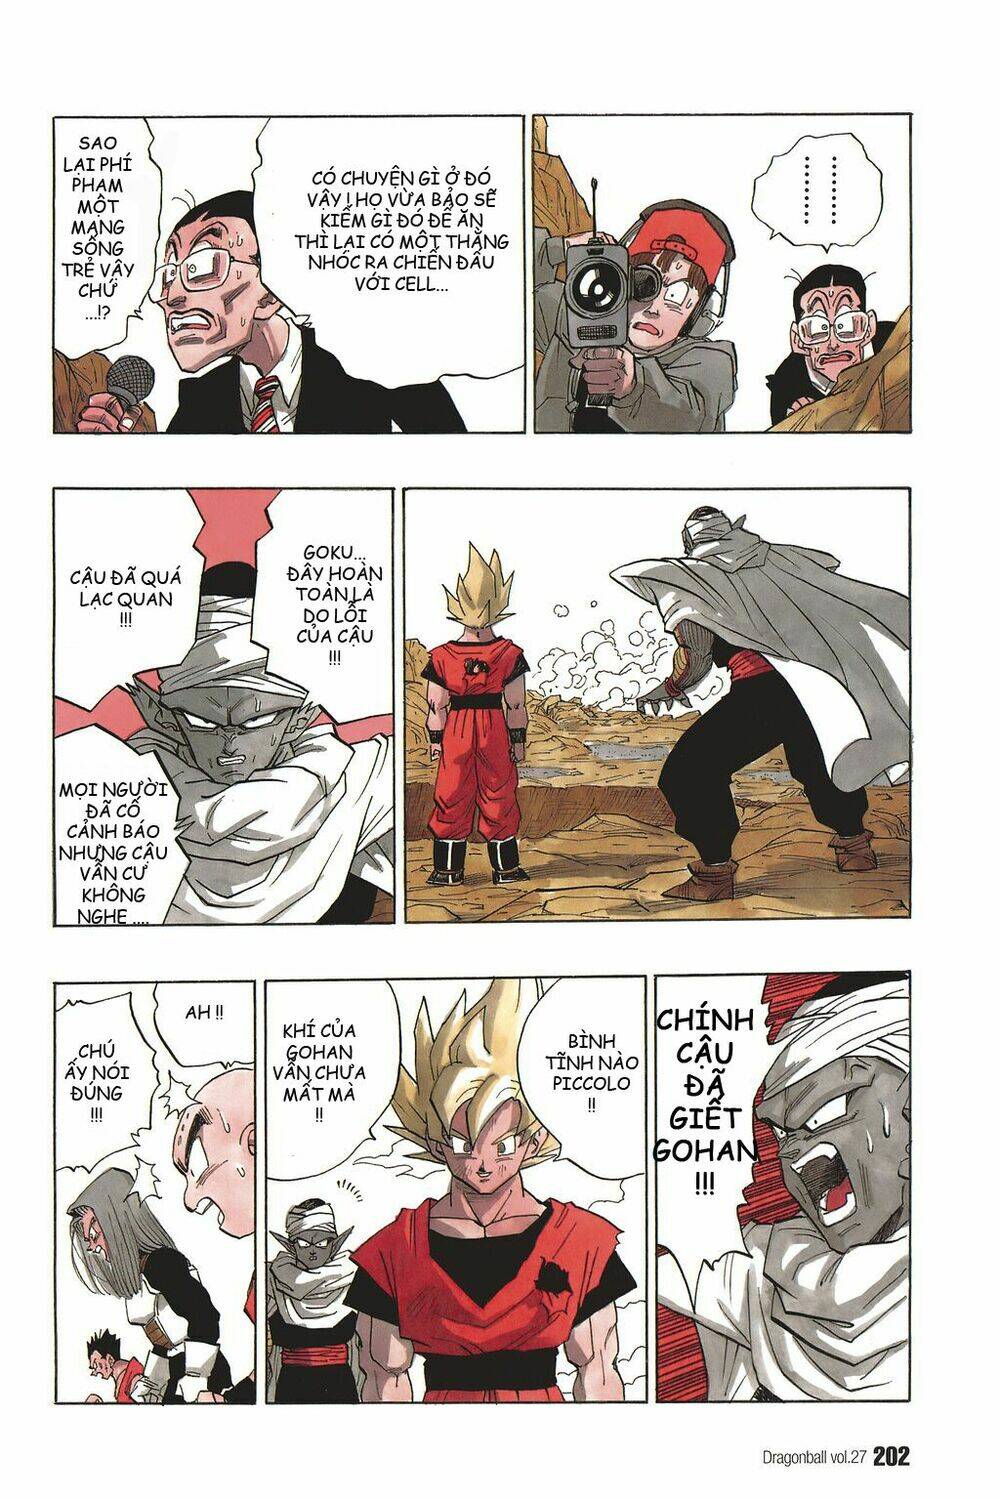 ......
......
CÓ CHUYỆN GÌ Ở ĐÓ
VẬY ! HỌ VỪA BẢO SẼ
KIẾM GÌ ĐÓ ĐỂ ĂN
THÌ LẠI CÓ MỘT THẰNG
NHÓC RA CHIẾN ĐẤU
VỚI CELL...
SAO
LẠI PHÍ
PHẠM
MỘT
MẠNG
SỐNG
TRẺ VẬY
CHỨ
...!?
GOKU...
ĐÂY HOÀN
TOÀN LÀ
DO LỖI
CỦA CẬU
!!!
CẬU ĐÃ QUÁ
LẠC QUAN
!!!
MỌI NGƯỜI
ĐÃ CỐ
CẢNH BÁO
NHƯNG CẬU
VẪN CƯ
KHÔNG
NGHE ....
CHÍNH
CẬU
ĐÃ
GIẾT
GOHAN
!!!
BÌNH
TĨNH NÀO
PICCOLO
!!
KHÍ CỦA
GOHAN
VẪN CHƯA
MẤT MÀ
!!
AH !!
CHÚ
ẤY NÓI
ĐÚNG
!!!
Dragonball vol.27 202